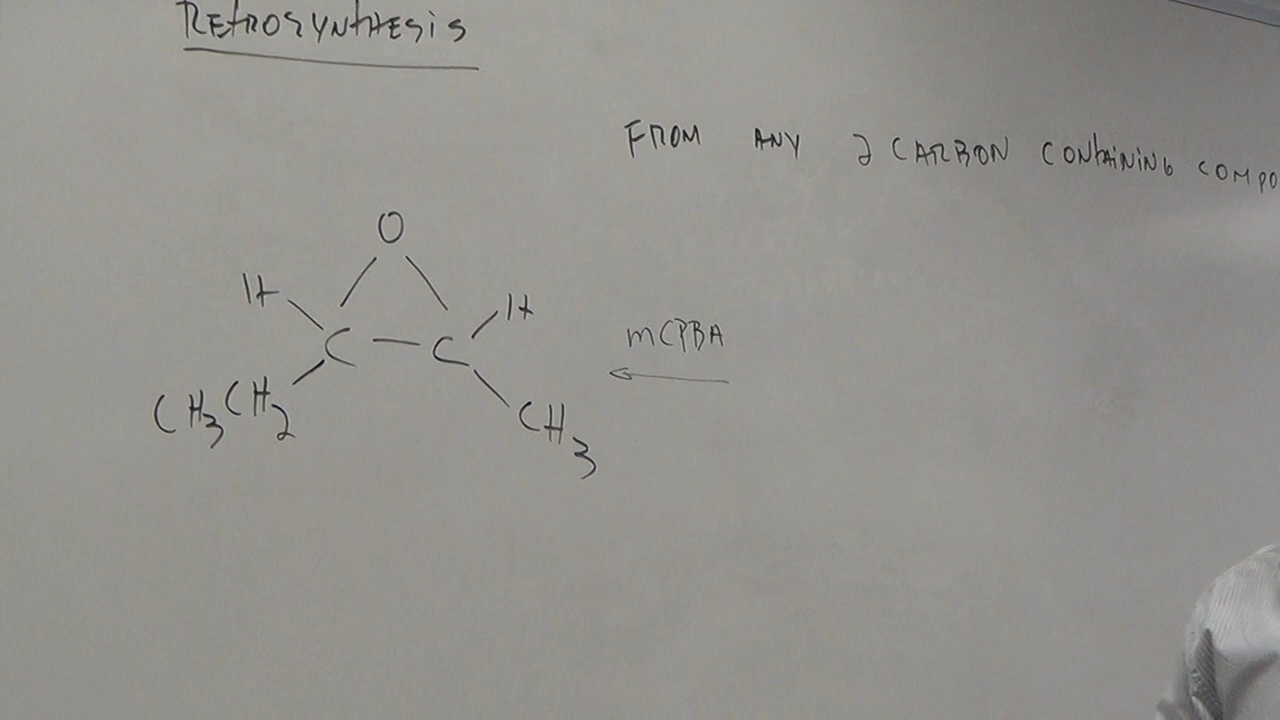 RETROSYNTHESIS
FROM ANY 2 CARBON CONTAINING COMPO
O
H H
C C
mCPBA
CH3CH2 CH3